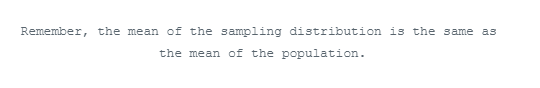 Remember, the mean of the sampling distribution is the same as
the mean of the population.